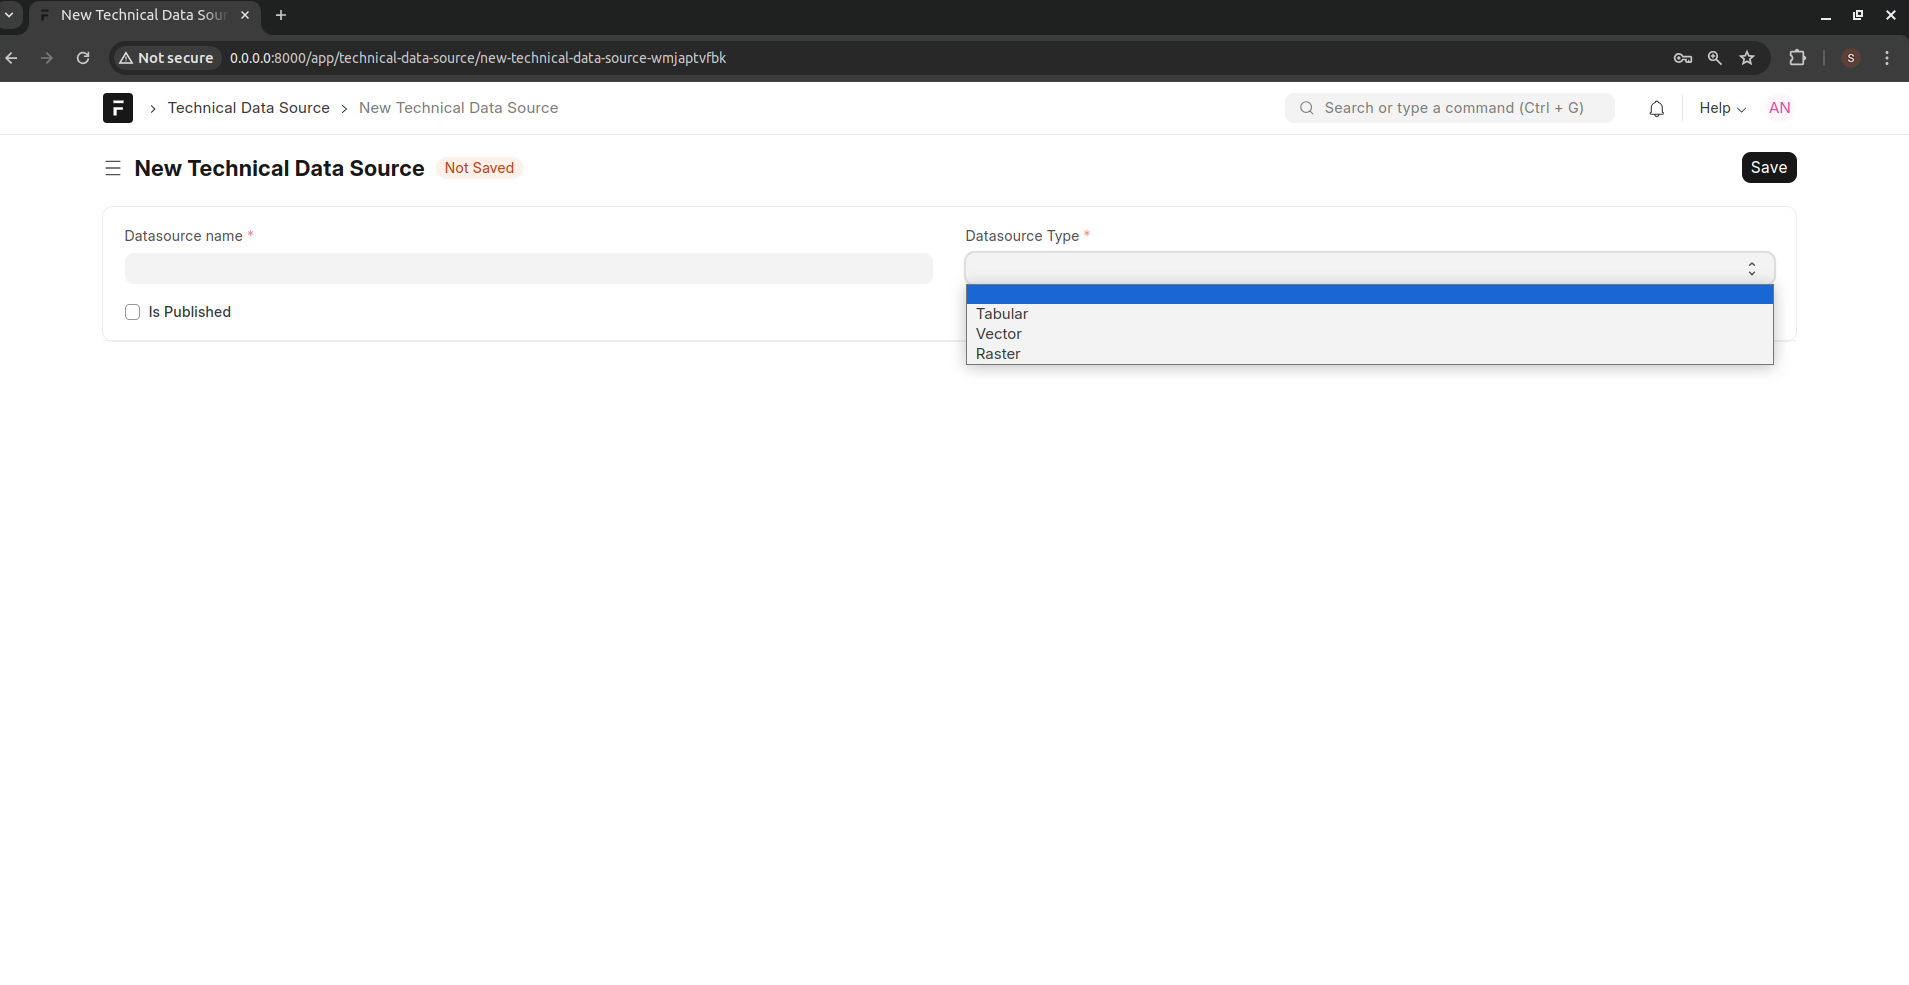 New Technical Data Sour
Not secure 0.0.0.0:8000/app/technical-data-source/new-technical-data-source-wmjaptvfbk
S
Technical Data Source New Technical Data Source
Search or type a command (Ctrl + G)
Help
AN
New Technical Data Source
Not Saved
Save
Datasource name *
Datasource Type *
Is Published
Tabular
Vector
Raster